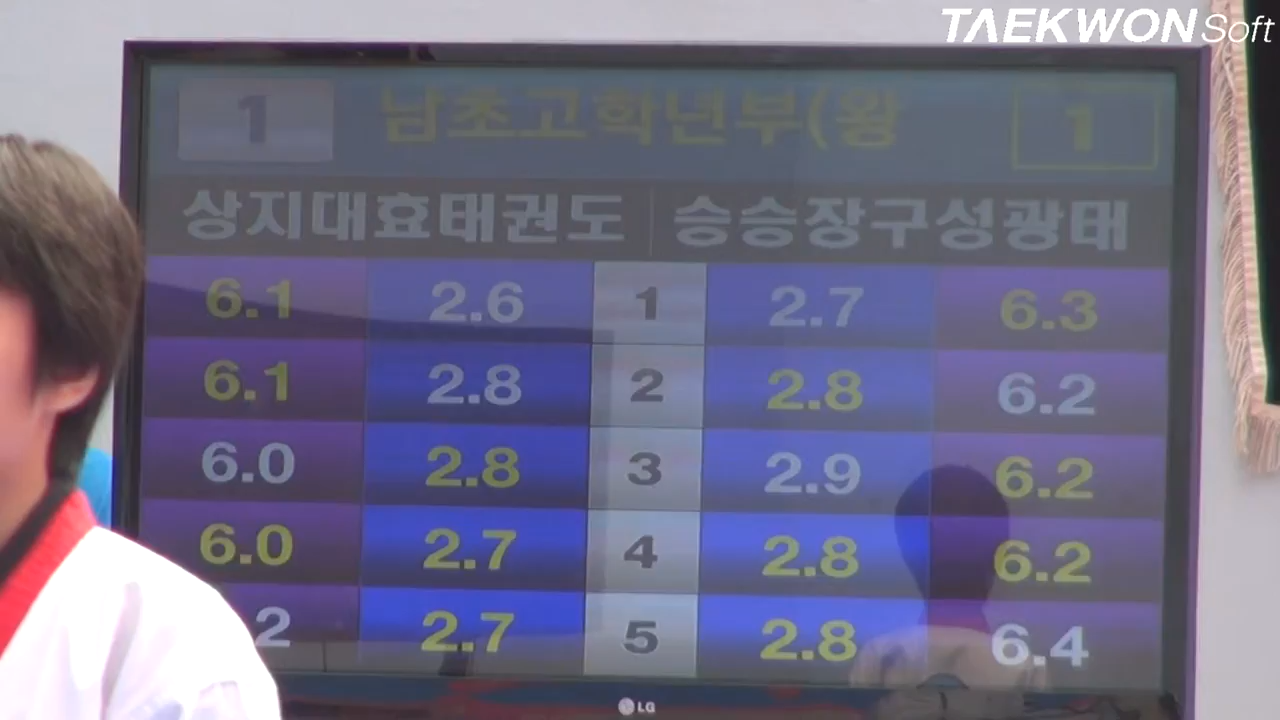 TAEKWON Soft
1 남초고학년부(왕 1
상지대효태권도 승승장구성광태
6.1 2.6 1 2.7 6.3
6.1 2.8 2 2.8 6.2
6.0 2.8 3 2.9 6.2
6.0 2.7 4 2.8 6.2
2 2.7 5 2.8 6.4
LG